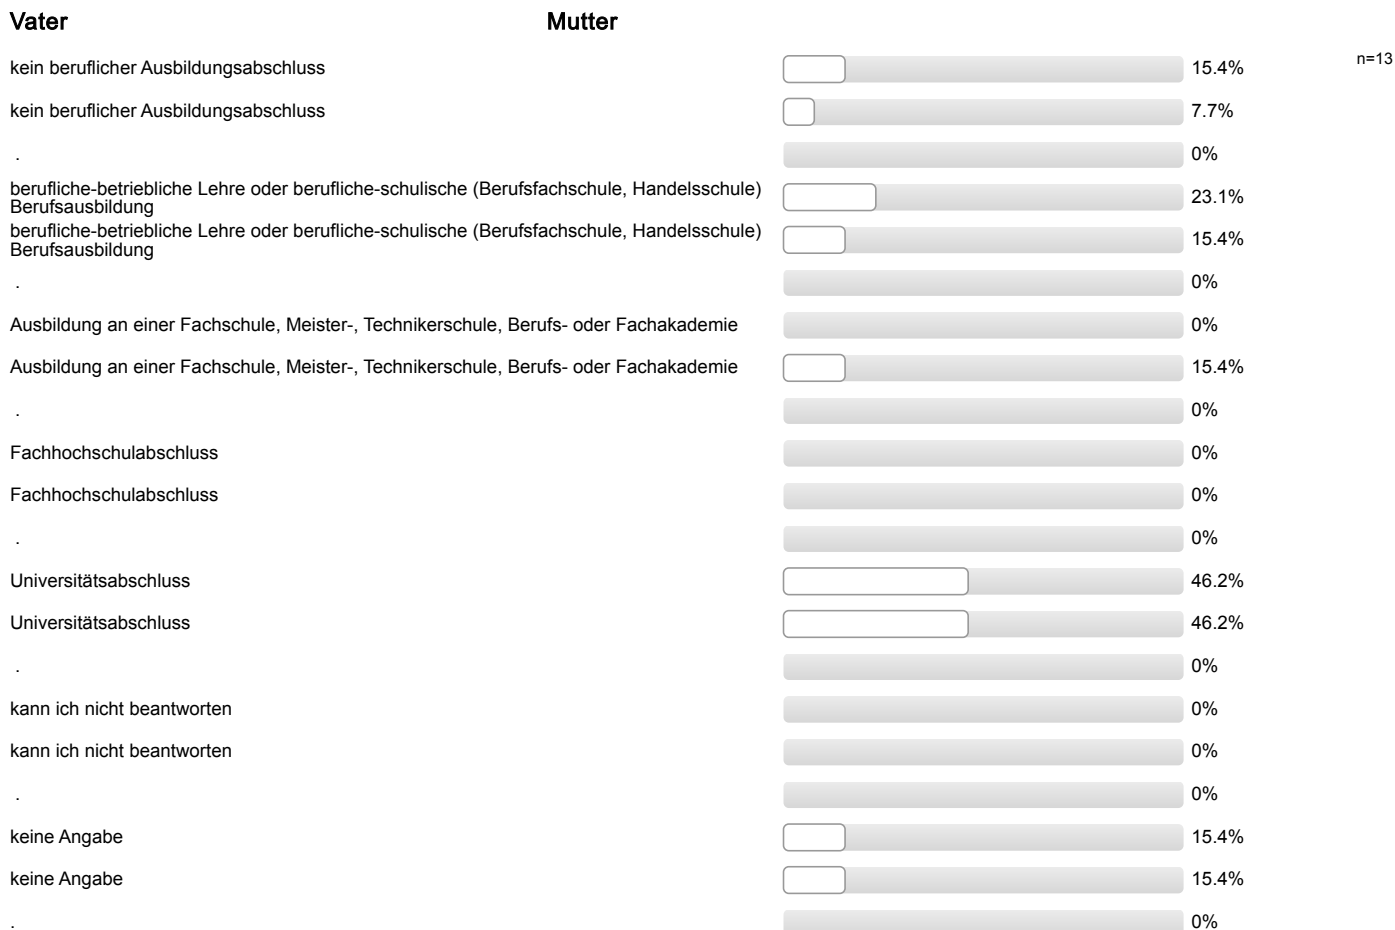 Vater Mutter
kein beruflicher Ausbildungsabschluss 15.4% n=13
kein beruflicher Ausbildungsabschluss 7.7%
. 0%
berufliche-betriebliche Lehre oder berufliche-schulische (Berufsfachschule, Handelsschule)
Berufsausbildung 23.1%
berufliche-betriebliche Lehre oder berufliche-schulische (Berufsfachschule, Handelsschule)
Berufsausbildung 15.4%
. 0%
Ausbildung an einer Fachschule, Meister-, Technikerschule, Berufs- oder Fachakademie 0%
Ausbildung an einer Fachschule, Meister-, Technikerschule, Berufs- oder Fachakademie 15.4%
. 0%
Fachhochschulabschluss 0%
Fachhochschulabschluss 0%
. 0%
Universitätsabschluss 46.2%
Universitätsabschluss 46.2%
. 0%
kann ich nicht beantworten 0%
kann ich nicht beantworten 0%
. 0%
keine Angabe 15.4%
keine Angabe 15.4%
. 0%